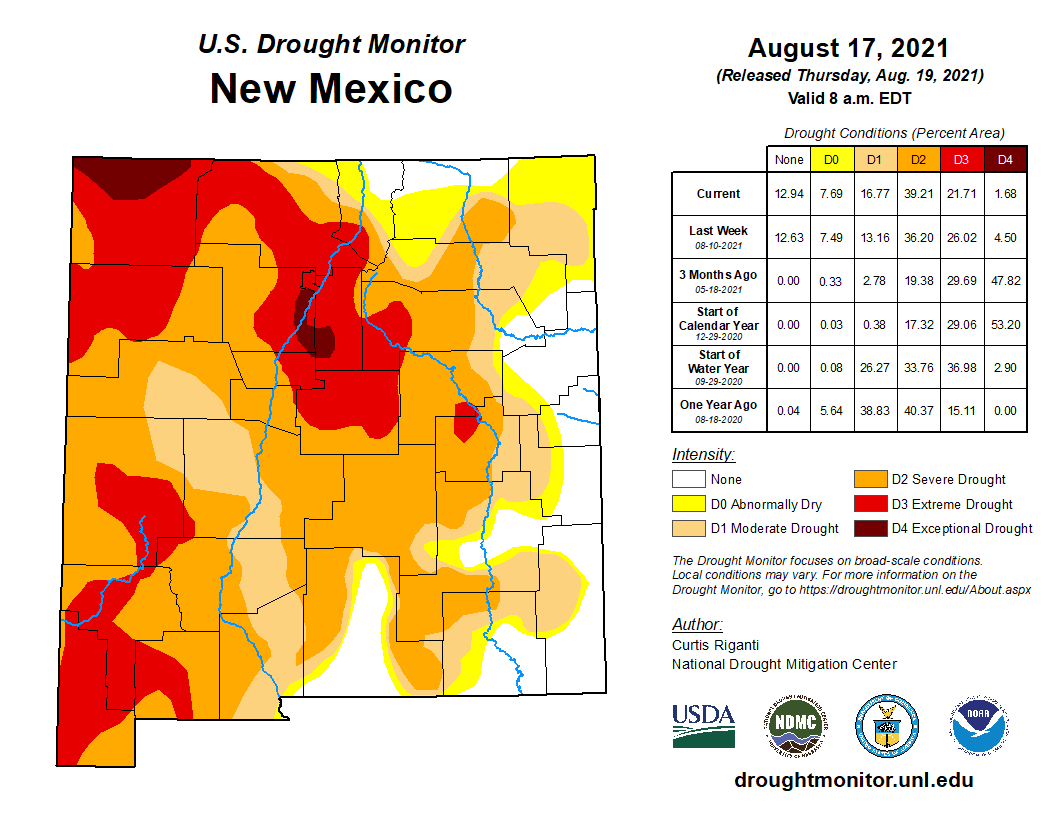 U.S. Drought Monitor
New Mexico
August 17, 2021
(Released Thursday, Aug. 19, 2021)
Valid 8 a.m. EDT
Drought Conditions (Percent Area)
None D0 D1 D2 D3 D4
Current 12.94 7.69 16.77 39.21 21.71 1.68
Last Week 12.63 7.49 13.16 36.20 26.02 4.50
08-10-2021
3 Months Ago 0.00 0.33 2.78 19.38 29.69 47.82
05-18-2021
Start of
Calendar Year 0.00 0.03 0.38 17.32 29.06 53.20
12-29-2020
Start of
Water Year 0.00 0.08 26.27 33.76 36.98 2.90
09-29-2020
One Year Ago 0.04 5.64 38.83 40.37 15.11 0.00
08-18-2020
Intensity:
None
D0 Abnormally Dry
D1 Moderate Drought
D2 Severe Drought
D3 Extreme Drought
D4 Exceptional Drought
The Drought Monitor focuses on broad-scale conditions.
Local conditions may vary. For more information on the
Drought Monitor, go to https://droughtmonitor.unl.edu/About.aspx
Author:
Curtis Riganti
National Drought Mitigation Center
USDA
NDMC
NOAA
droughtmonitor.unl.edu